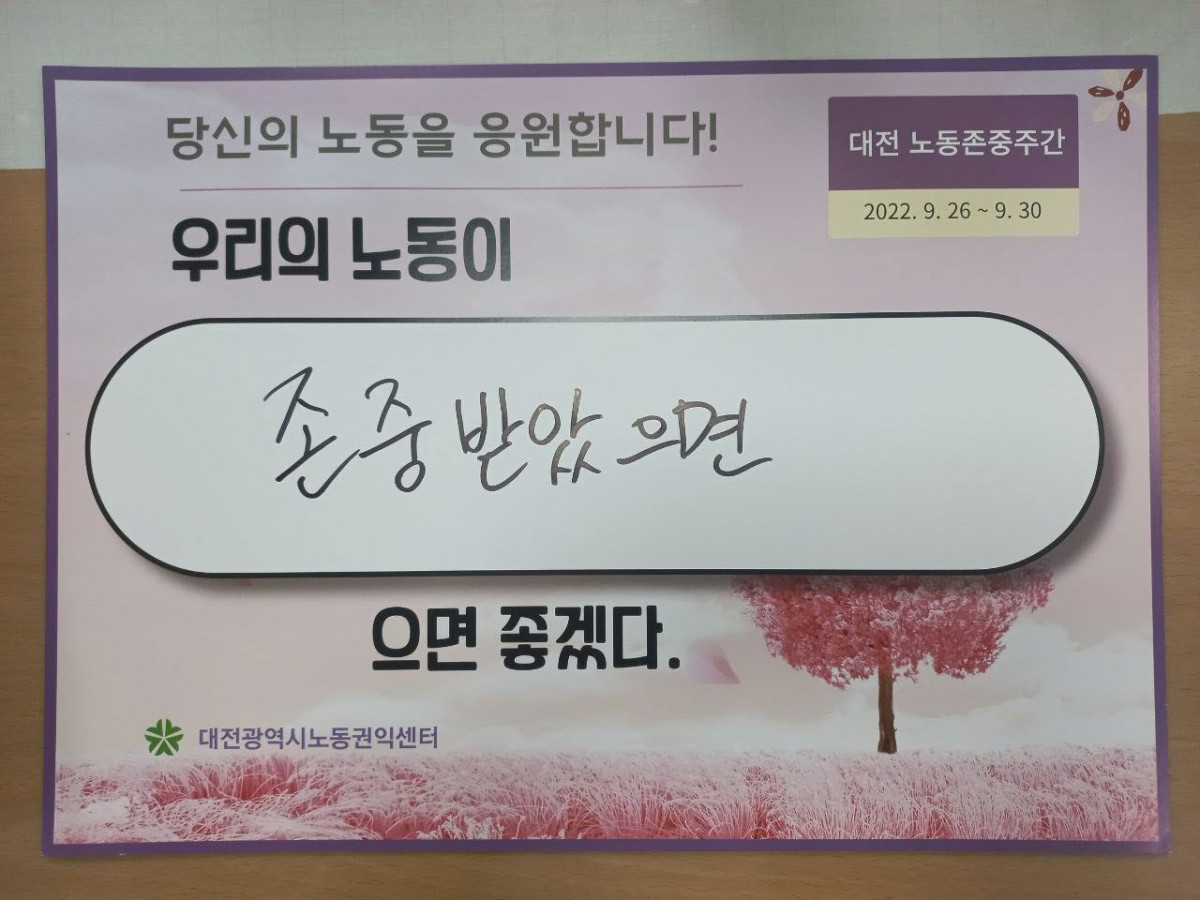 당신의 노동을 응원합니다!
대전 노동존중주간
2022. 9. 26 ~ 9. 30
우리의 노동이
존중 받았으면
으면 좋겠다.
대전광역시노동권익센터